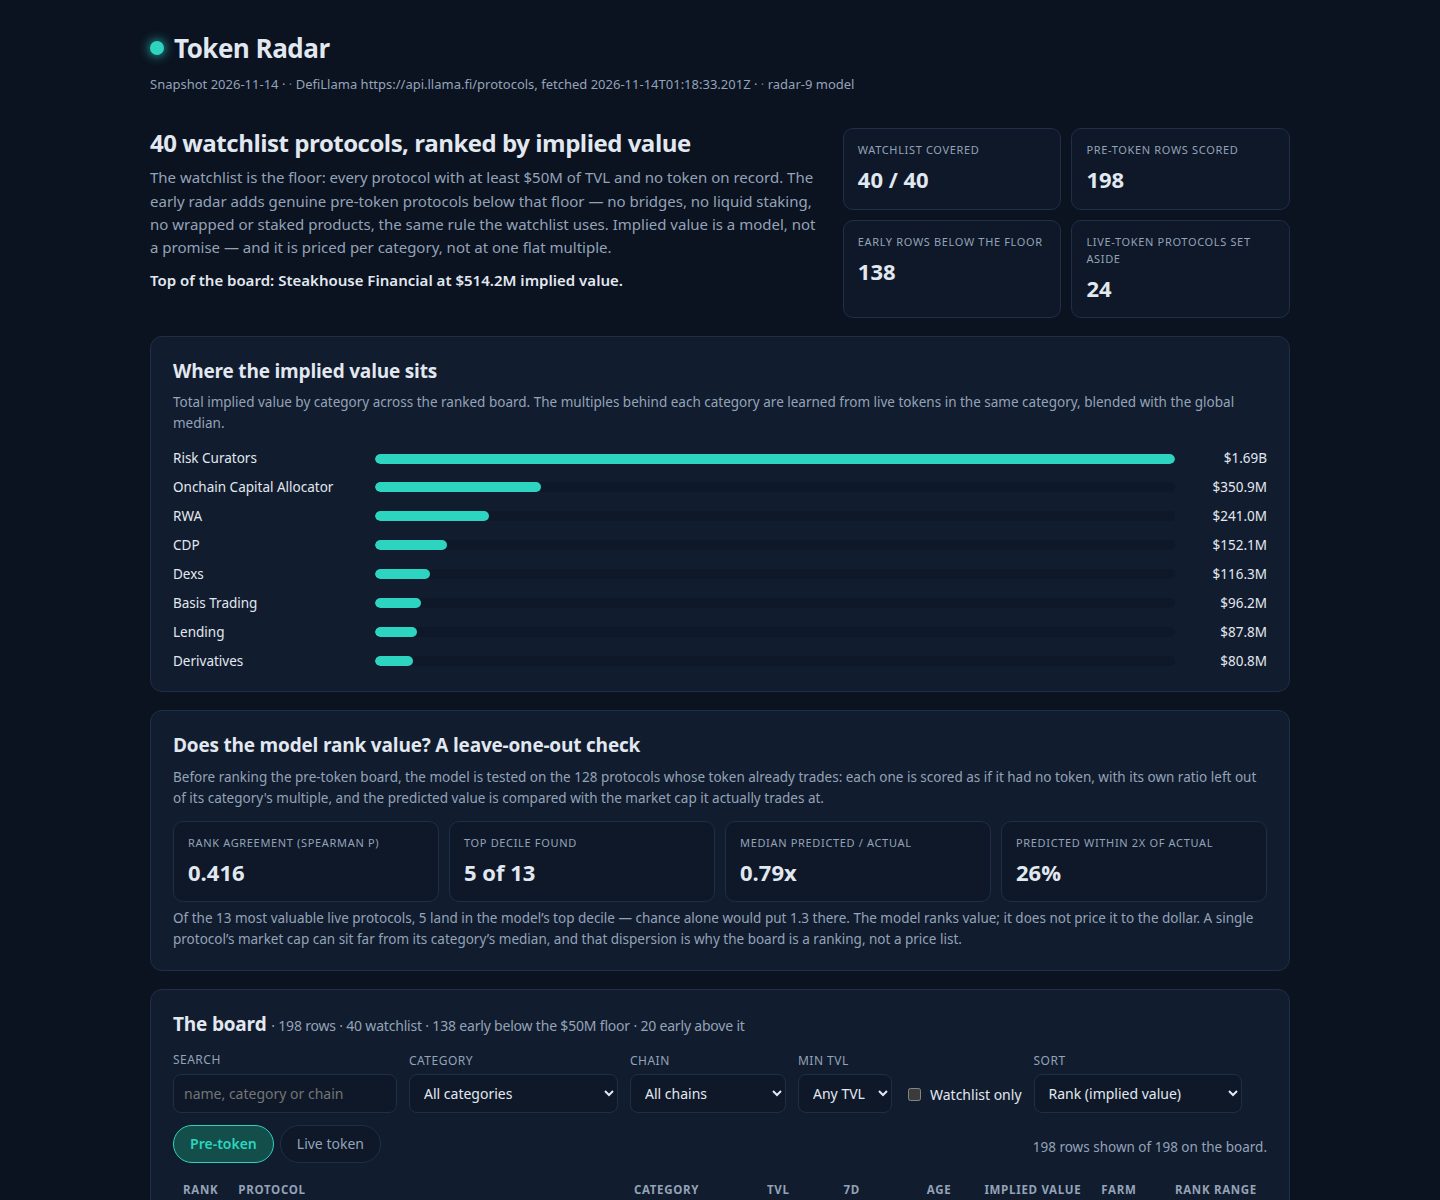 Token Radar
Snapshot 2026-11-14 · · DefiLlama https://api.llama.fi/protocols, fetched 2026-11-14T01:18:33.201Z · · radar-9 model
40 watchlist protocols, ranked by implied value
The watchlist is the floor: every protocol with at least $50M of TVL and no token on record. The
early radar adds genuine pre-token protocols below that floor — no bridges, no liquid staking,
no wrapped or staked products, the same rule the watchlist uses. Implied value is a model, not
a promise — and it is priced per category, not at one flat multiple.
Top of the board: Steakhouse Financial at $514.2M implied value.
WATCHLIST COVERED
40 / 40
PRE-TOKEN ROWS SCORED
198
EARLY ROWS BELOW THE FLOOR
138
LIVE-TOKEN PROTOCOLS SET
ASIDE
24
Where the implied value sits
Total implied value by category across the ranked board. The multiples behind each category are learned from live tokens in the same category, blended with the global
median.
Risk Curators $1.69B
Onchain Capital Allocator $350.9M
RWA $241.0M
CDP $152.1M
Dexs $116.3M
Basis Trading $96.2M
Lending $87.8M
Derivatives $80.8M
Does the model rank value? A leave-one-out check
Before ranking the pre-token board, the model is tested on the 128 protocols whose token already trades: each one is scored as if it had no token, with its own ratio left out
of its category's multiple, and the predicted value is compared with the market cap it actually trades at.
RANK AGREEMENT (SPEARMAN Ρ)
0.416
TOP DECILE FOUND
5 of 13
MEDIAN PREDICTED / ACTUAL
0.79x
PREDICTED WITHIN 2X OF ACTUAL
26%
Of the 13 most valuable live protocols, 5 land in the model’s top decile — chance alone would put 1.3 there. The model ranks value; it does not price it to the dollar. A single
protocol’s market cap can sit far from its category’s median, and that dispersion is why the board is a ranking, not a price list.
The board · 198 rows · 40 watchlist · 138 early below the $50M floor · 20 early above it
SEARCH CATEGORY CHAIN MIN TVL SORT
name, category or chain All categories All chains Any TVL Watchlist only Rank (implied value)
Pre-token Live token 198 rows shown of 198 on the board.
RANK PROTOCOL CATEGORY TVL 7D AGE IMPLIED VALUE FARM RANK RANGE